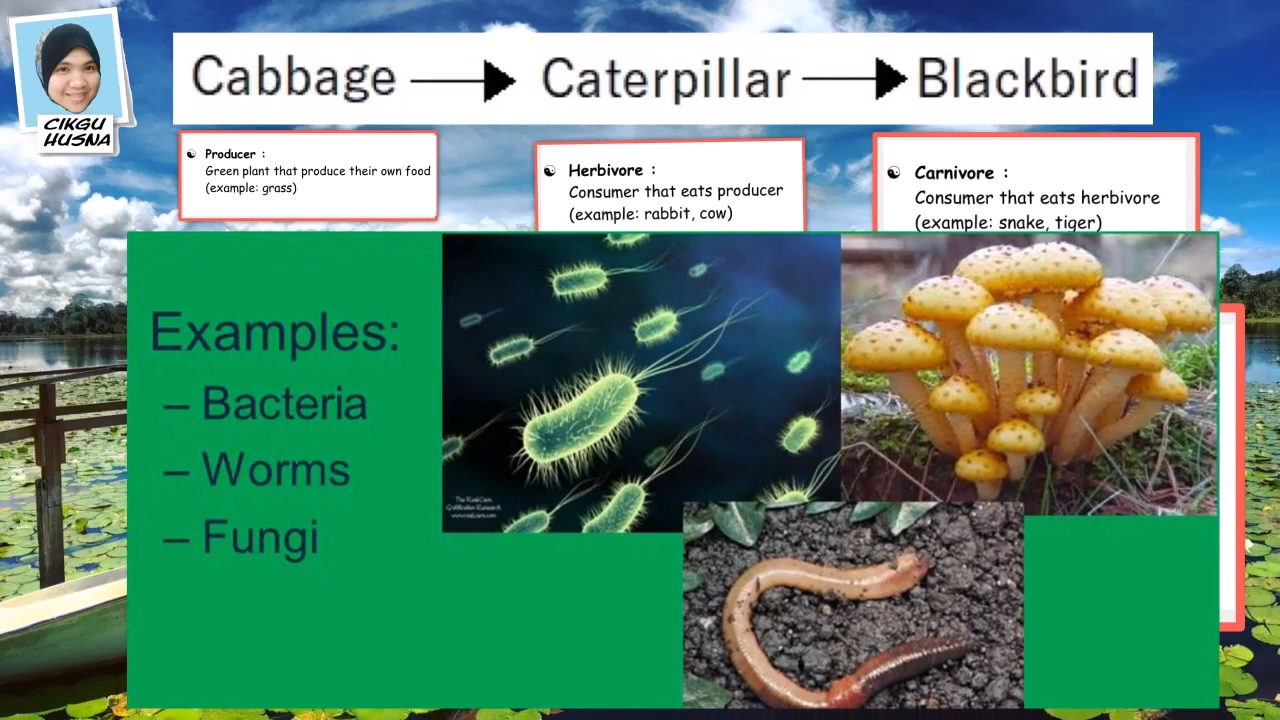 CIKGU
HUSNA
Cabbage → Caterpillar → Blackbird
☯ Producer :
Green plant that produce their own food
(example: grass)
☯ Herbivore :
Consumer that eats producer
(example: rabbit, cow)
☯ Carnivore :
Consumer that eats herbivore
(example: snake, tiger)
Examples:
– Bacteria
– Worms
– Fungi